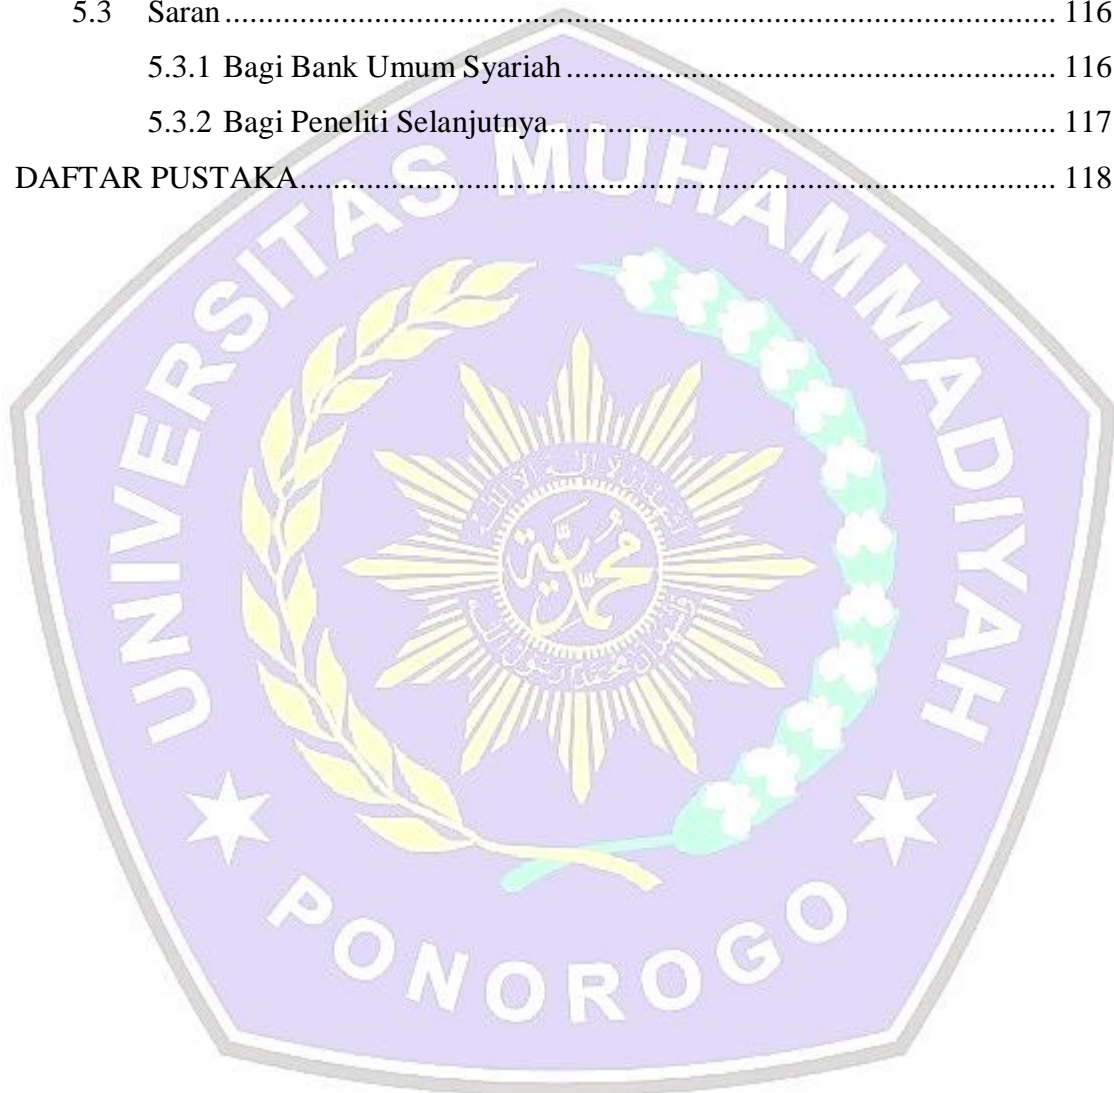 5.3 Saran ........................................................................................................ 116
5.3.1 Bagi Bank Umum Syariah ............................................................. 116
5.3.2 Bagi Peneliti Selanjutnya............................................................... 117
DAFTAR PUSTAKA.............................................................................................. 118
UNIVERSITAS MUHAMMADIYAH
PONOROGO